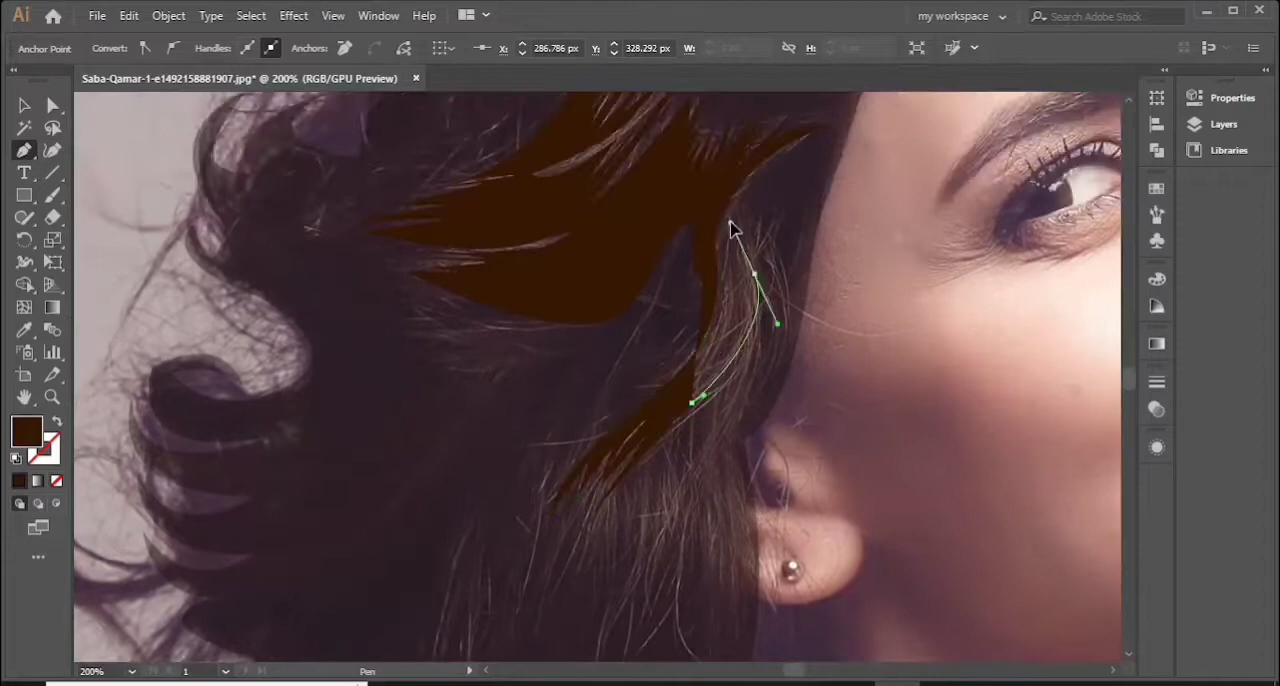 Ai File Edit Object Type Select Effect View Window Help my workspace Search Adobe Stock
Anchor Point Convert: Handles: Anchors: X: 286.786 px Y: 328.292 px W: H:
Saba-Qamar-1-e1492158881907.jpg* @ 200% (RGB/GPU Preview) ×
Properties
Layers
Libraries
200% 1 Pen